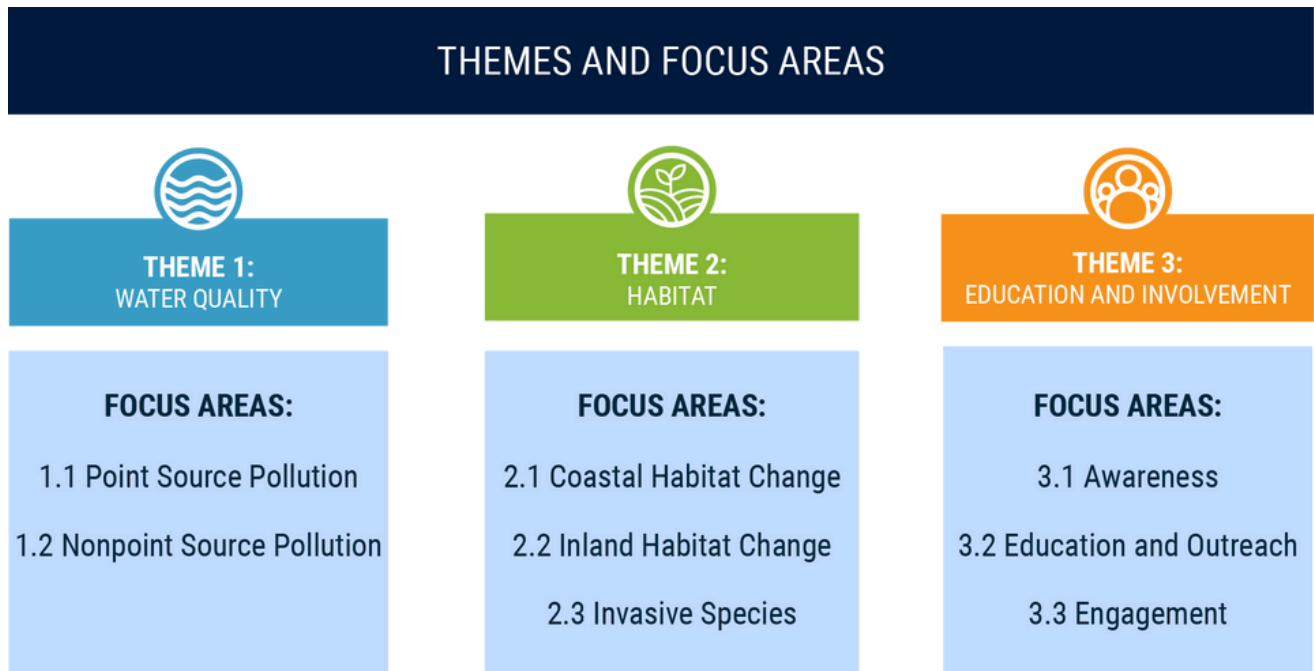 THEMES AND FOCUS AREAS
THEME 1:
WATER QUALITY
FOCUS AREAS:
1.1 Point Source Pollution
1.2 Nonpoint Source Pollution
THEME 2:
HABITAT
FOCUS AREAS:
2.1 Coastal Habitat Change
2.2 Inland Habitat Change
2.3 Invasive Species
THEME 3:
EDUCATION AND INVOLVEMENT
FOCUS AREAS:
3.1 Awareness
3.2 Education and Outreach
3.3 Engagement